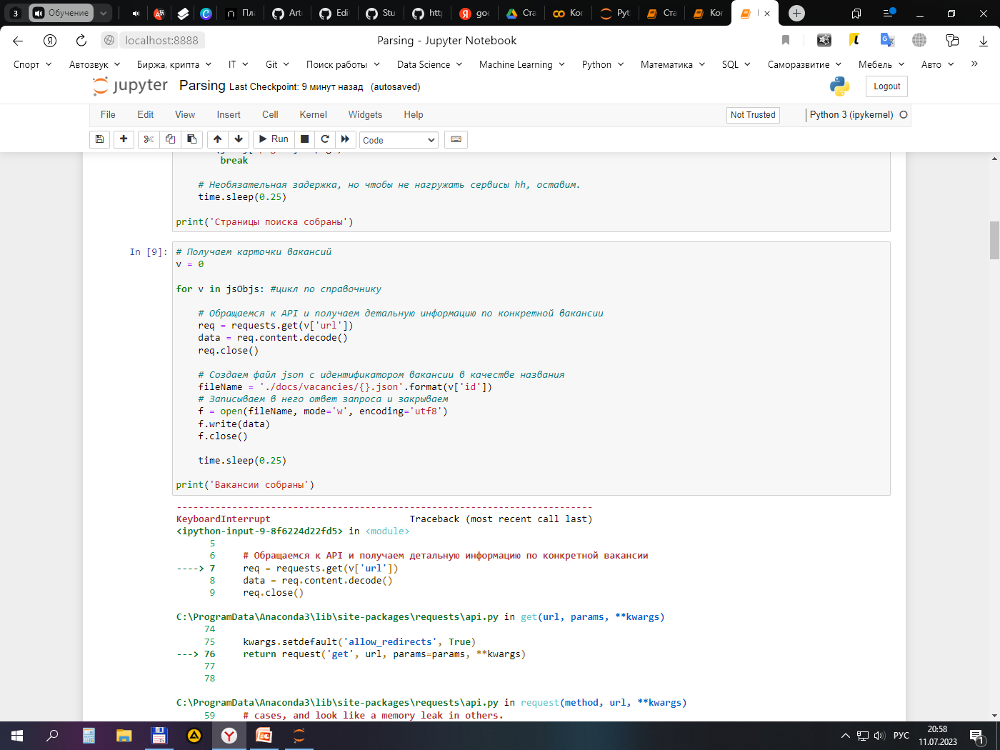 3 Обучение Пла Arte Edi Stu htt goo Ста Kor Pyt Ста Kor
localhost:8888 Parsing - Jupyter Notebook
Спорт Автозвук Биржа, крипта IT Git Поиск работы Data Science Machine Learning Python Математика SQL Саморазвитие Мебель Авто »
jupyter Parsing Last Checkpoint: 9 минут назад (autosaved) Logout
File Edit View Insert Cell Kernel Widgets Help Not Trusted Python 3 (ipykernel)
Run Code
break
# Необязательная задержка, но чтобы не нагружать сервисы hh, оставим.
time.sleep(0.25)
print('Страницы поиска собраны')
In [9]: # Получаем карточки вакансий
v = 0
for v in jsObjs: #цикл по справочнику
# Обращаемся к API и получаем детальную информацию по конкретной вакансии
req = requests.get(v['url'])
data = req.content.decode()
req.close()
# Создаем файл json с идентификатором вакансии в качестве названия
fileName = './docs/vacancies/{}.json'.format(v['id'])
# Записываем в него ответ запроса и закрываем
f = open(fileName, mode='w', encoding='utf8')
f.write(data)
f.close()
time.sleep(0.25)
print('Вакансии собраны')
---------------------------------------------------------------------------
KeyboardInterrupt Traceback (most recent call last)
<ipython-input-9-8f6224d22fd5> in <module>
5
6 # Обращаемся к API и получаем детальную информацию по конкретной вакансии
----> 7 req = requests.get(v['url'])
8 data = req.content.decode()
9 req.close()
C:\ProgramData\Anaconda3\lib\site-packages\requests\api.py in get(url, params, **kwargs)
74
75 kwargs.setdefault('allow_redirects', True)
---> 76 return request('get', url, params=params, **kwargs)
77
78
C:\ProgramData\Anaconda3\lib\site-packages\requests\api.py in request(method, url, **kwargs)
59 # cases, and look like a memory leak in others.
РУС 20:58
11.07.2023 1